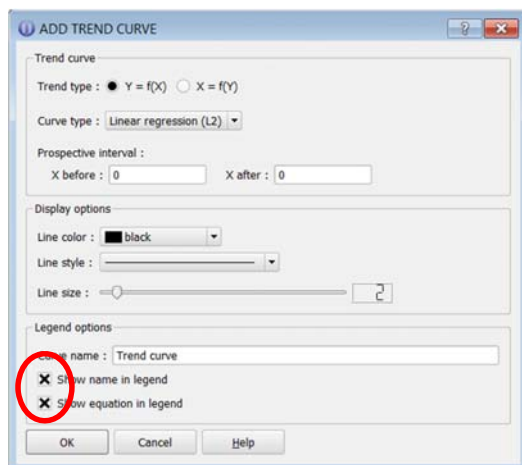 ADD TREND CURVE
Trend curve
Trend type : Y = f(X) X = f(Y)
Curve type : Linear regression (L2)
Prospective interval :
X before : 0 X after : 0
Display options
Line color : black
Line style :
Line size : 2
Legend options
Curve name : Trend curve
Show name in legend
Show equation in legend
OK Cancel Help